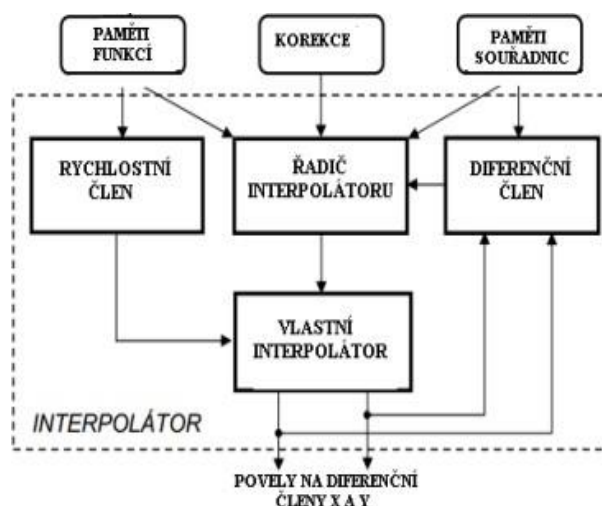 PAMĚTI
FUNKCÍ
KOREKCE
PAMĚTI
SOUŘADNIC
RYCHLOSTNÍ
ČLEN
ŘADIČ
INTERPOLÁTORU
DIFERENČNÍ
ČLEN
VLASTNÍ
INTERPOLÁTOR
INTERPOLÁTOR
POVELY NA DIFERENČNÍ
ČLENY X A Y